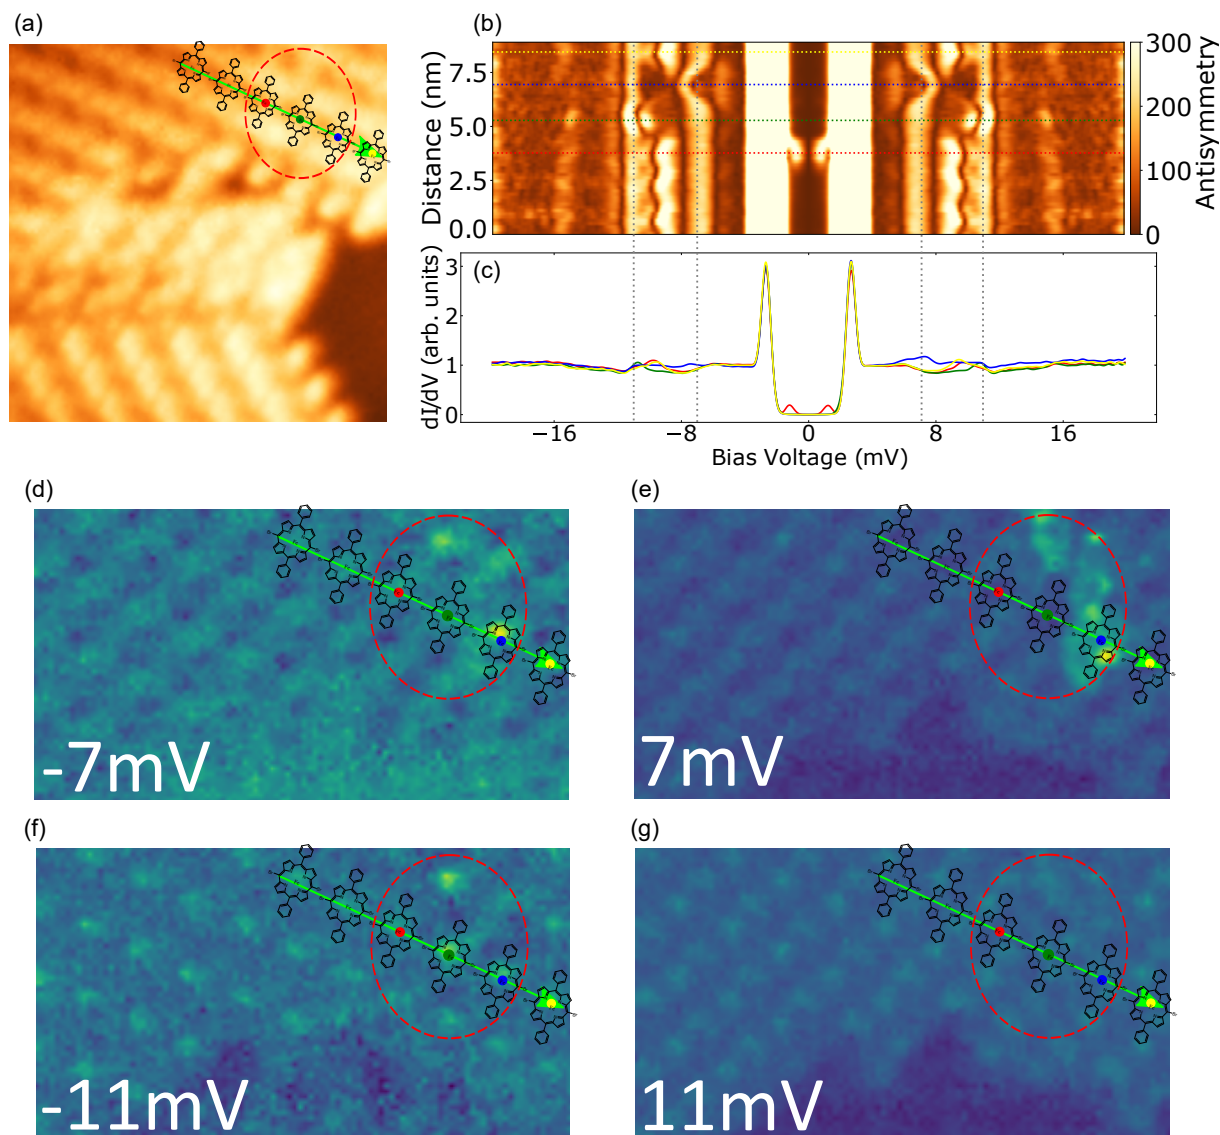 (a)
(b)
Distance (nm)
7.5
5.0
2.5
0.0
300
200
100
0
Antisymmetry
(c)
dI/dV (arb. units)
3
2
1
0
−16 −8 0 8 16
Bias Voltage (mV)
(d)
-7mV
(e)
7mV
(f)
-11mV
(g)
11mV